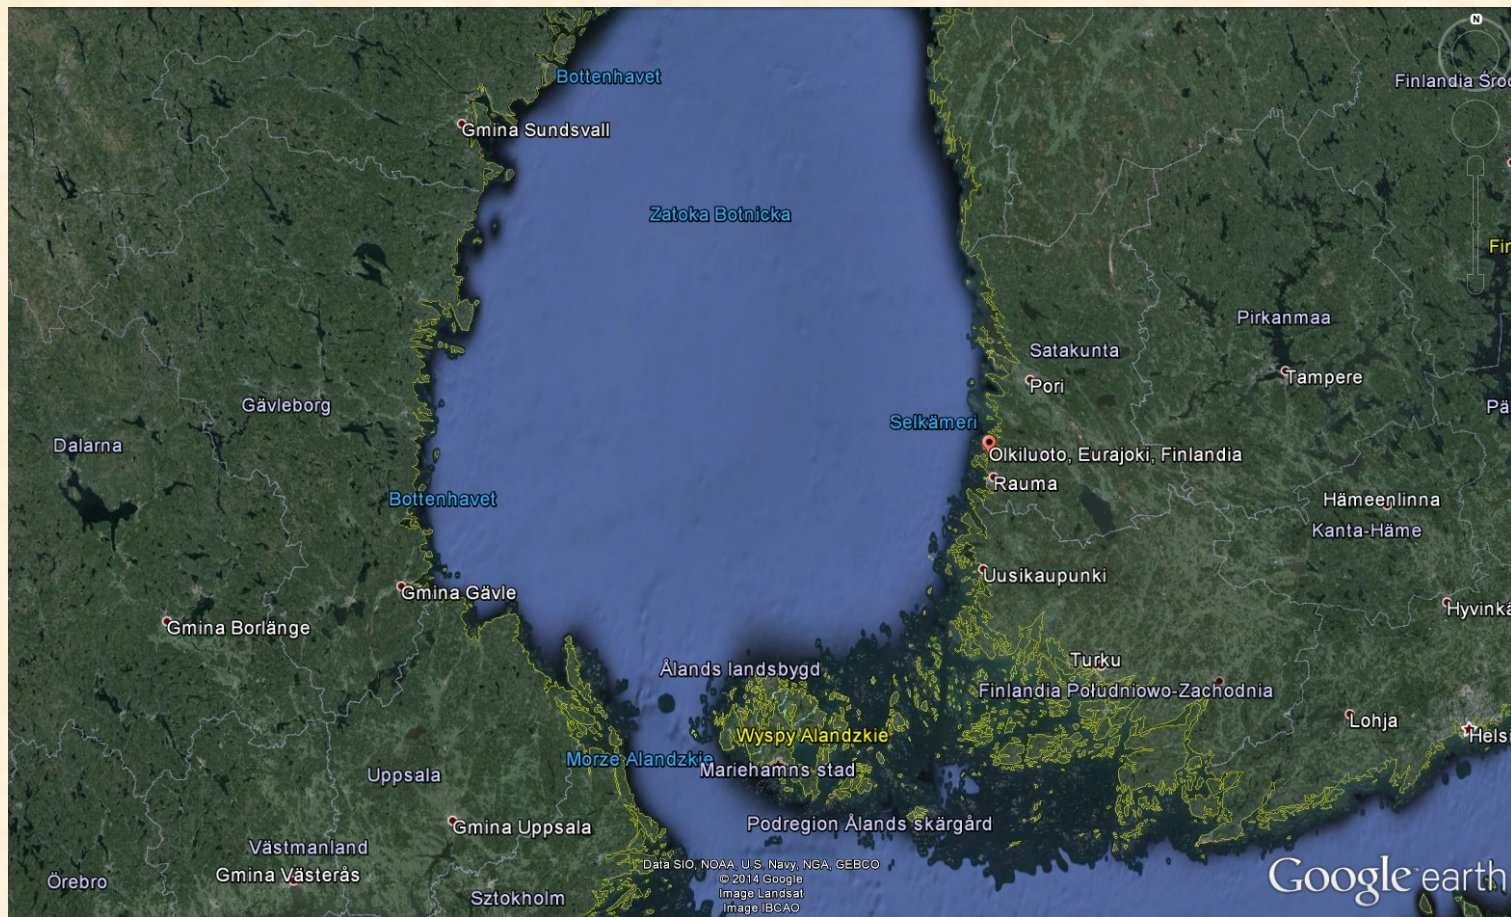 N
Bottenhavet
Finlandia Środ
Gmina Sundsvall
Zatoka Botnicka
Fin
Pirkanmaa
Satakunta
Pori
Tampere
Gävleborg
Pä
Selkämeri
Dalarna
Olkiluoto, Eurajoki, Finlandia
Rauma
Bottenhavet
Hämeenlinna
Kanta-Häme
Uusikaupunki
Gmina Gävle
Hyvinkä
Gmina Borlänge
Turku
Ålands landsbygd
Finlandia Południowo-Zachodnia
Lohja
Wyspy Alandzkie
Helsi
Morze Alandzkie
Mariehamns stad
Uppsala
Podregion Ålands skärgård
Gmina Uppsala
Västmanland
Data SIO, NOAA, U.S. Navy, NGA, GEBCO
© 2014 Google
Image Landsat
Image IBCAO
Gmina Västerås
Örebro
Sztokholm
Google earth